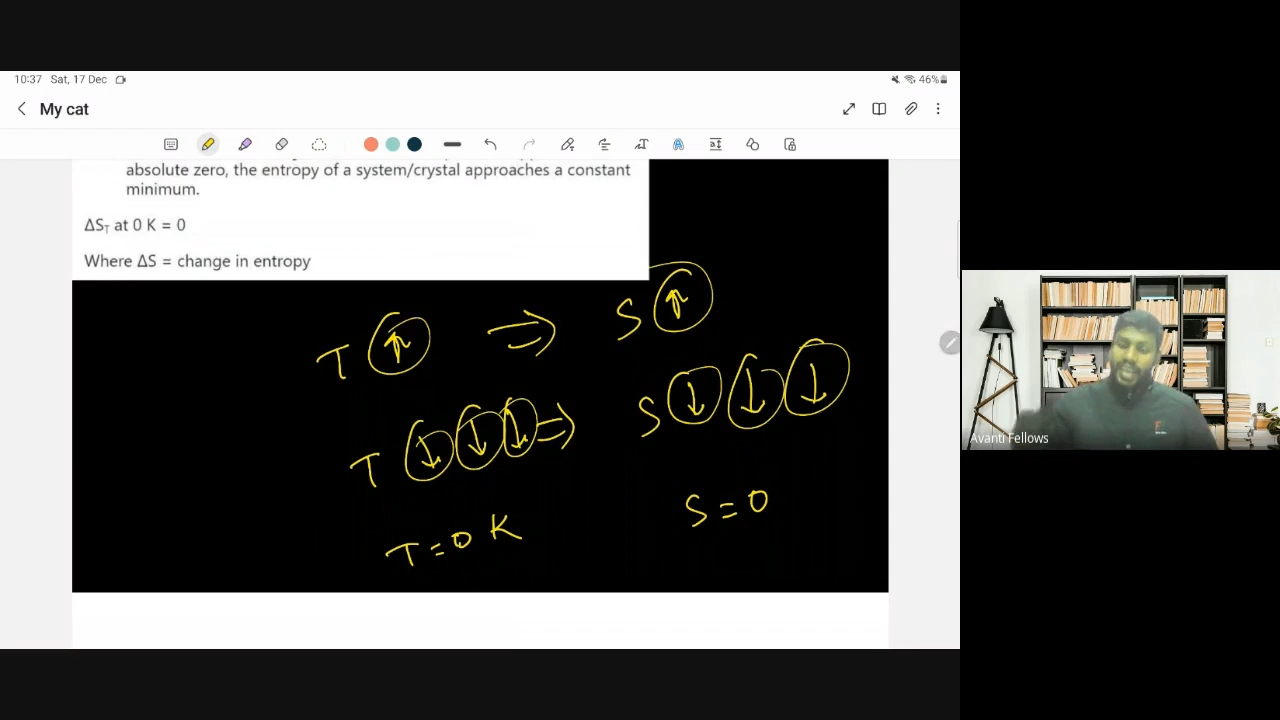 10:37 Sat, 17 Dec
46%
My cat
absolute zero, the entropy of a system/crystal approaches a constant
minimum.
ΔS_T at 0 K = 0
Where ΔS = change in entropy
T ↑ ⇒ S ↑
T ↓ ↓ ↓ ⇒ S ↓ ↓ ↓
T = 0 K S = 0
Avanti Fellows